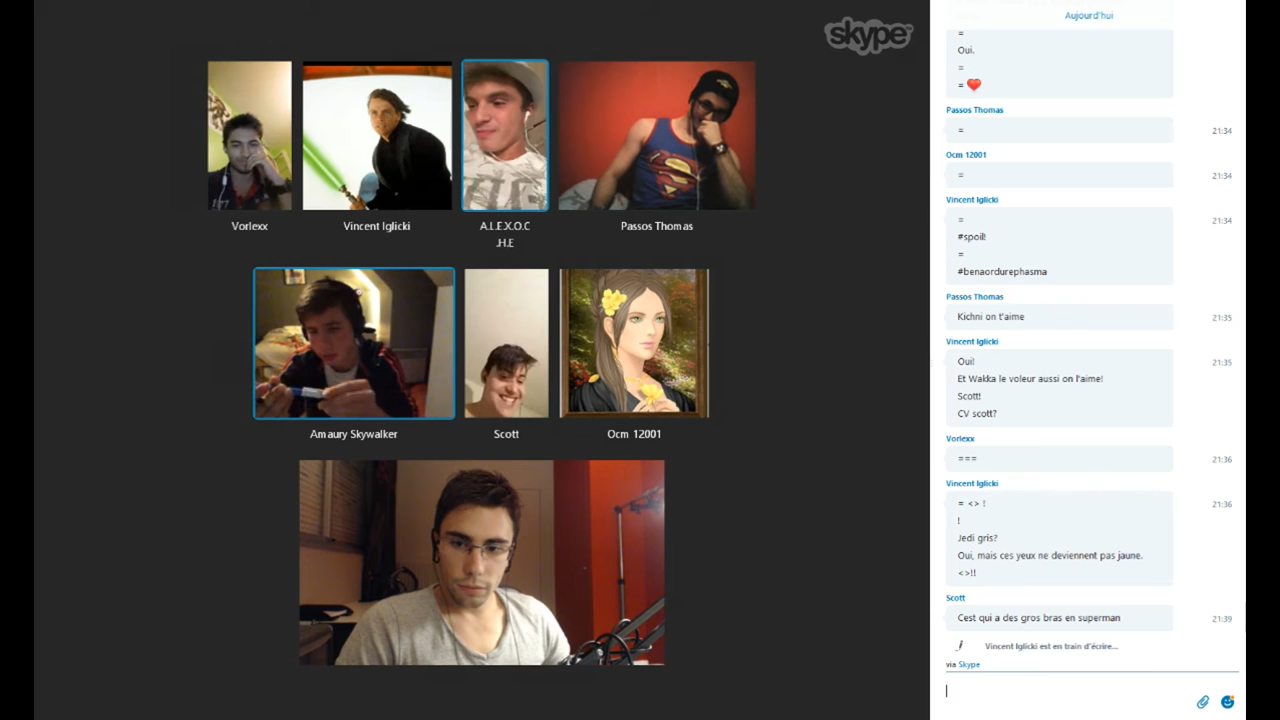 skype
Vorlexx
Vincent Iglicki
A.L.E.X.O.C
.H.E
Passos Thomas
Amaury Skywalker
Scott
Ocm 12001
Aujourd'hui
=
Oui.
=
=
Passos Thomas
=
21:34
Ocm 12001
=
21:34
Vincent Iglicki
=
21:34
#spoil!
=
#benaordurephasma
Passos Thomas
Kichni on t'aime
21:35
Vincent Iglicki
Oui!
21:35
Et Wakka le voleur aussi on l'aime!
Scott!
CV scott?
Vorlexx
===
21:36
Vincent Iglicki
= <> !
21:36
!
Jedi gris?
Oui, mais ces yeux ne deviennent pas jaune.
<>!!
Scott
Cest qui a des gros bras en superman
21:39
Vincent Iglicki est en train d'écrire...
via Skype